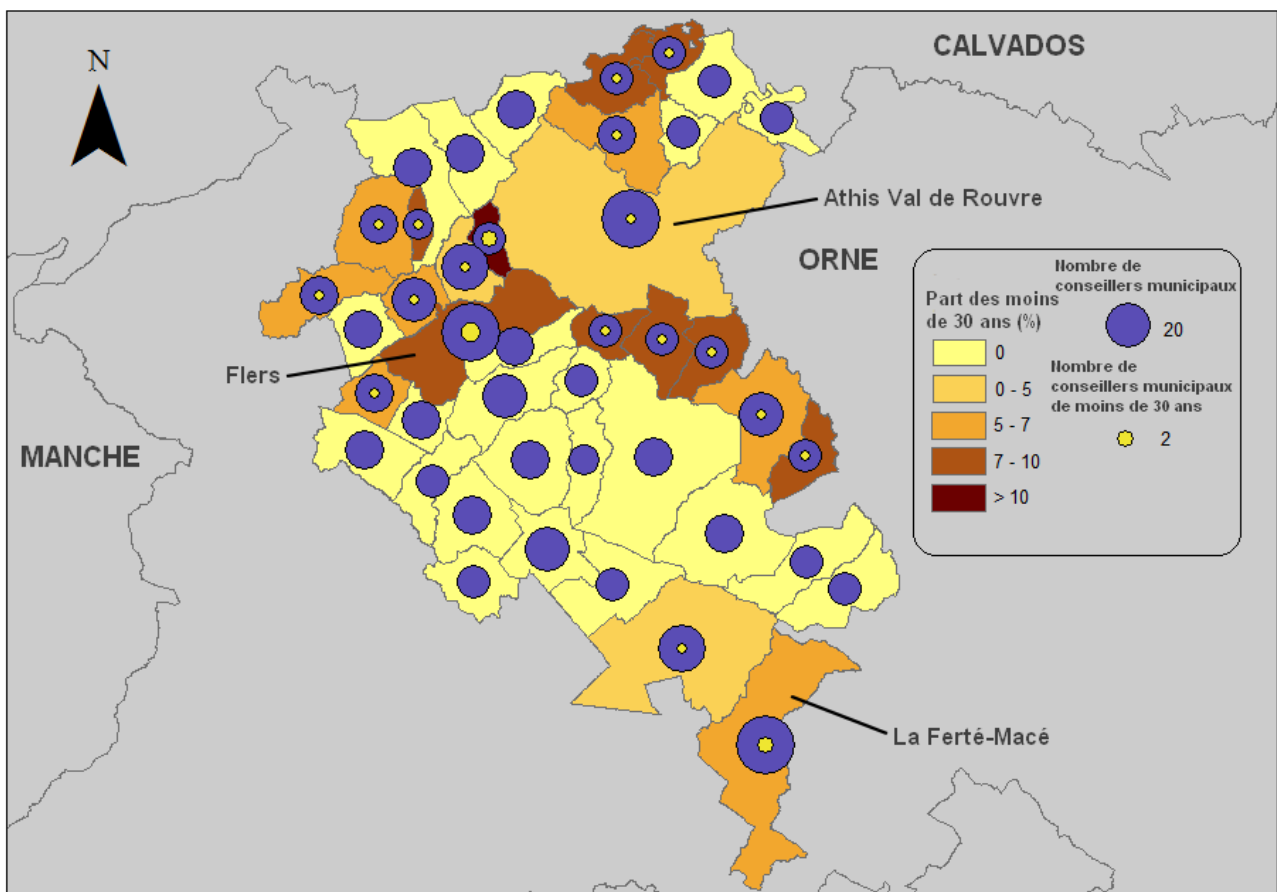 CALVADOS
N
Athis Val de Rouvre
ORNE
Flers
MANCHE
La Ferté-Macé
Part des moins
de 30 ans (%)
0
0 - 5
5 - 7
7 - 10
> 10
Nombre de
conseillers municipaux
20
Nombre de
conseillers municipaux
de moins de 30 ans
2